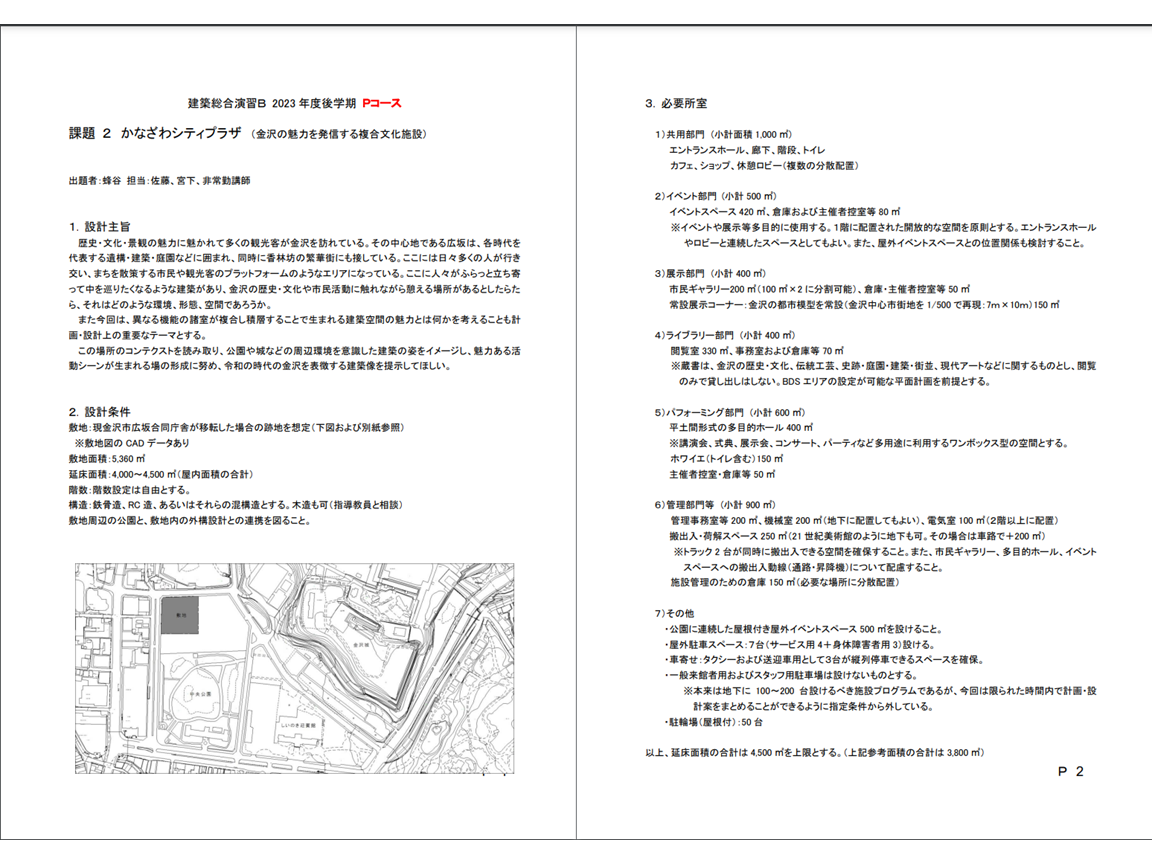 建築総合演習B 2023 年度後学期 Pコース
課題 2 かなざわシティプラザ (金沢の魅力を発信する複合文化施設)
出題者:蜂谷 担当:佐藤、宮下、非常勤講師
1. 設計主旨
歴史・文化・景観の魅力に魅かれて多くの観光客が金沢を訪れている。その中心地である広坂は、各時代を
代表する遺構・建築・庭園などに囲まれ、同時に香林坊の繁華街にも接している。ここには日々多くの人が行き
交い、まちを散策する市民や観光客のプラットフォームのようなエリアになっている。ここに人々がふらっと立ち寄
って中を巡りたくなるような建築があり、金沢の歴史・文化や市民活動に触れながら憩える場所があるとしたらた
ら、それはどのような環境、形態、空間であろうか。
また今回は、異なる機能の諸室が複合し積層することで生まれる建築空間の魅力とは何かを考えることも計
画・設計上の重要なテーマとする。
この場所のコンテクストを読み取り、公園や城などの周辺環境を意識した建築の姿をイメージし、魅力ある活
動シーンが生まれる場の形成に努め、令和の時代の金沢を表徴する建築像を提示してほしい。
2. 設計条件
敷地:現金沢市広坂合同庁舎が移転した場合の跡地を想定(下図および別紙参照)
※敷地図の CAD データあり
敷地面積:5,360 ㎡
延床面積:4,000～4,500 ㎡(屋内面積の合計)
階数:階数設定は自由とする。
構造:鉄骨造、RC 造、あるいはそれらの混構造とする。木造も可(指導教員と相談)
敷地周辺の公園と、敷地内の外構設計との連携を図ること。
敷地
金沢城
中央公園
しいのき迎賓館
3. 必要所室
1)共用部門 (小計面積 1,000 ㎡)
エントランスホール、廊下、階段、トイレ
カフェ、ショップ、休憩ロビー(複数の分散配置)
2)イベント部門 (小計 500 ㎡)
イベントスペース 420 ㎡、倉庫および主催者控室等 80 ㎡
※イベントや展示等多目的に使用する。1階に配置された開放的な空間を原則とする。エントランスホール
やロビーと連続したスペースとしてもよい。また、屋外イベントスペースとの位置関係も検討すること。
3)展示部門 (小計 400 ㎡)
市民ギャラリー200 ㎡(100 ㎡×2 に分割可能)、倉庫・主催者控室等 50 ㎡
常設展示コーナー:金沢の都市模型を常設(金沢中心市街地を 1/500 で再現:7m×10m)150 ㎡
4)ライブラリー部門 (小計 400 ㎡)
閲覧室 330 ㎡、事務室および倉庫等 70 ㎡
※蔵書は、金沢の歴史・文化、伝統工芸、史跡・庭園・建築・街並、現代アートなどに関するものとし、閲覧
のみで貸し出しはしない。BDS エリアの設定が可能な平面計画を前提とする。
5)パフォーミング部門 (小計 600 ㎡)
平土間形式の多目的ホール 400 ㎡
※講演会、式典、展示会、コンサート、パーティなど多用途に利用するワンボックス型の空間とする。
ホワイエ(トイレ含む)150 ㎡
主催者控室・倉庫等 50 ㎡
6)管理部門等 (小計 900 ㎡)
管理事務室等 200 ㎡、機械室 200 ㎡(地下に配置してもよい)、電気室 100 ㎡(2階以上に配置)
搬出入・荷解スペース 250 ㎡(21 世紀美術館のように地下も可。その場合は車路で+200 ㎡)
※トラック 2 台が同時に搬出入できる空間を確保すること。また、市民ギャラリー、多目的ホール、イベント
スペースへの搬出入動線(通路・昇降機)について配慮すること。
施設管理のための倉庫 150 ㎡(必要な場所に分散配置)
7)その他
・公園に連続した屋根付き屋外イベントスペース 500 ㎡を設けること。
・屋外駐車スペース:7台(サービス用 4+身体障害者用 3)設ける。
・車寄せ:タクシーおよび送迎車用として3台が縦列停車できるスペースを確保。
・一般来館者用およびスタッフ用駐車場は設けないものとする。
※本来は地下に 100～200 台設けるべき施設プログラムであるが、今回は限られた時間内で計画・設
計案をまとめることができるように指定条件から外している。
・駐輪場(屋根付):50 台
以上、延床面積の合計は 4,500 ㎡を上限とする。(上記参考面積の合計は 3,800 ㎡)
P 2